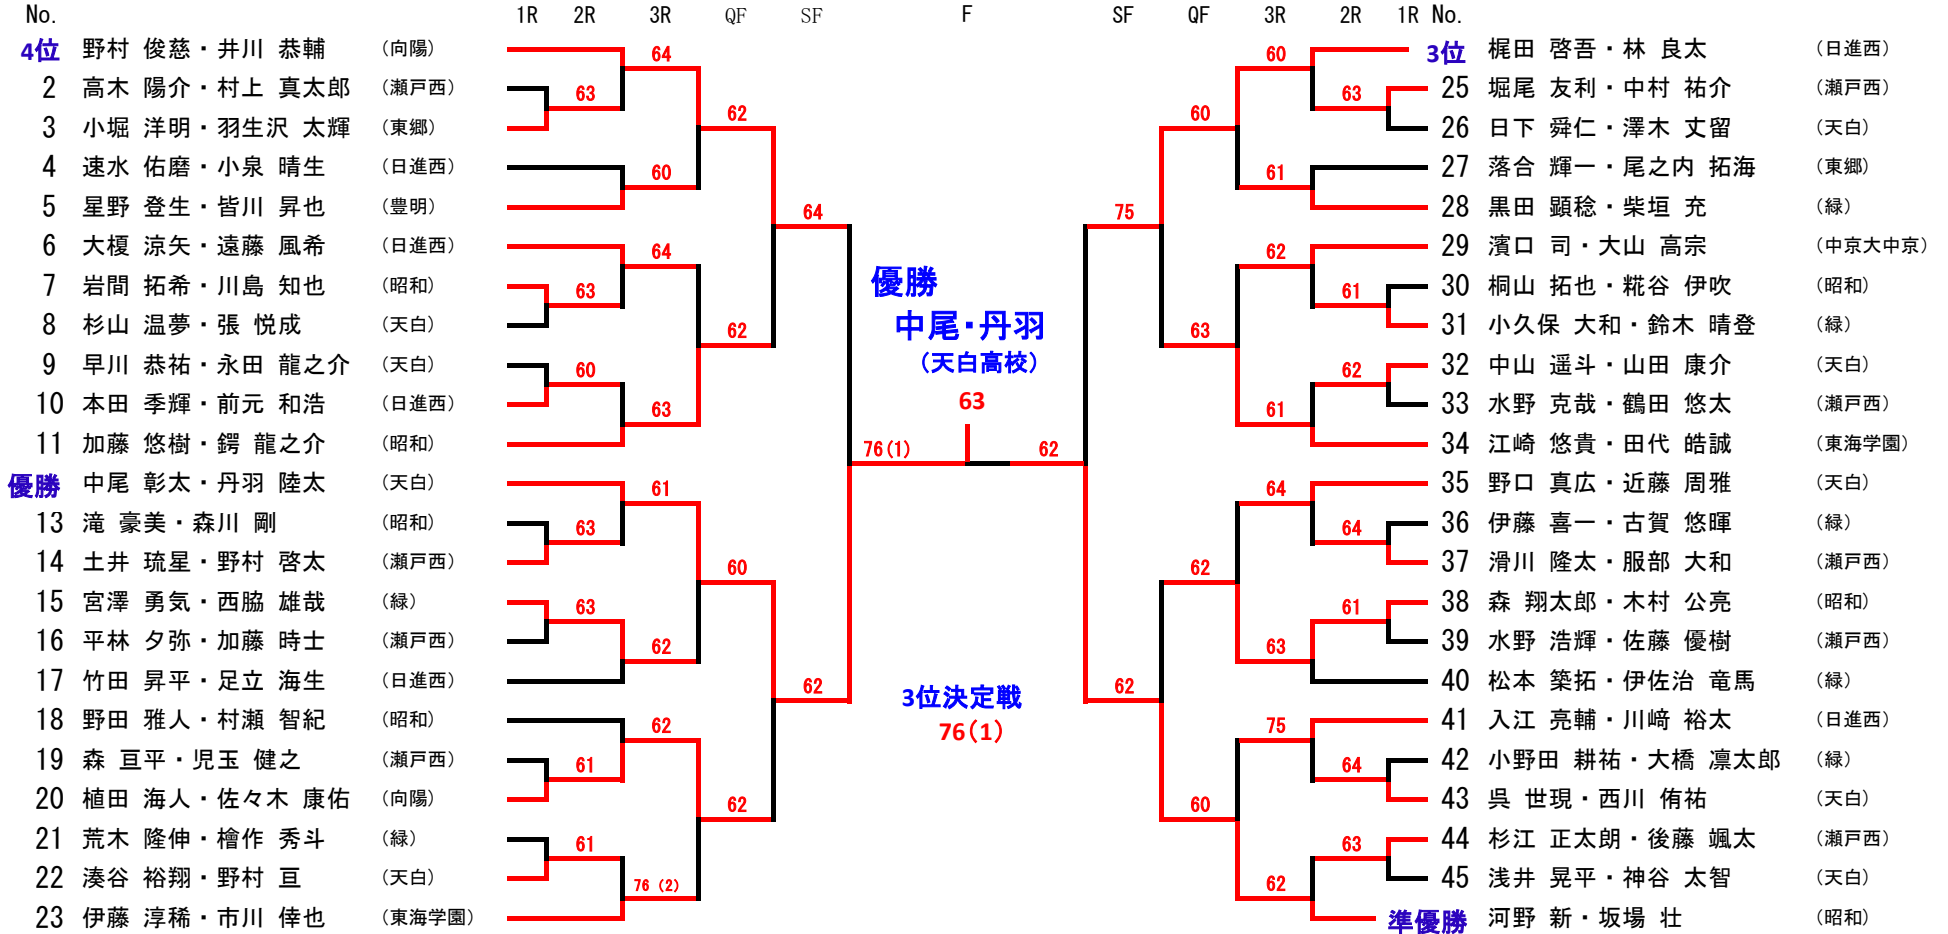 No. 1R 2R 3R QF SF F SF QF 3R 2R 1R No.
4位 野村 俊慈・井川 恭輔 (向陽)
2 高木 陽介・村上 真太郎 (瀬戸西)
3 小堀 洋明・羽生沢 太輝 (東郷)
4 速水 佑磨・小泉 晴生 (日進西)
5 星野 登生・皆川 昇也 (豊明)
6 大榎 涼矢・遠藤 風希 (日進西)
7 岩間 拓希・川島 知也 (昭和)
8 杉山 温夢・張 悦成 (天白)
9 早川 恭祐・永田 龍之介 (天白)
10 本田 季輝・前元 和浩 (日進西)
11 加藤 悠樹・鍔 龍之介 (昭和)
優勝 中尾 彰太・丹羽 陸太 (天白)
13 滝 豪美・森川 剛 (昭和)
14 土井 琉星・野村 啓太 (瀬戸西)
15 宮澤 勇気・西脇 雄哉 (緑)
16 平林 夕弥・加藤 時士 (瀬戸西)
17 竹田 昇平・足立 海生 (日進西)
18 野田 雅人・村瀬 智紀 (昭和)
19 森 亘平・児玉 健之 (瀬戸西)
20 植田 海人・佐々木 康佑 (向陽)
21 荒木 隆伸・檜作 秀斗 (緑)
22 湊谷 裕翔・野村 亘 (天白)
23 伊藤 淳稀・市川 倖也 (東海学園)
63
63
60
63
63
61
61
64
60
64
63
61
62
62
76 (2)
62
62
60
62
64
62
76(1)
優勝
中尾・丹羽
(天白高校)
63
3位決定戦
76(1)
62
75
62
60
63
62
60
60
61
62
61
64
63
75
62
63
61
62
64
61
64
63
3位 梶田 啓吾・林 良太 (日進西)
25 堀尾 友利・中村 祐介 (瀬戸西)
26 日下 舜仁・澤木 丈留 (天白)
27 落合 輝一・尾之内 拓海 (東郷)
28 黒田 顕稔・柴垣 充 (緑)
29 濱口 司・大山 高宗 (中京大中京)
30 桐山 拓也・糀谷 伊吹 (昭和)
31 小久保 大和・鈴木 晴登 (緑)
32 中山 遥斗・山田 康介 (天白)
33 水野 克哉・鶴田 悠太 (瀬戸西)
34 江崎 悠貴・田代 皓誠 (東海学園)
35 野口 真広・近藤 周雅 (天白)
36 伊藤 喜一・古賀 悠暉 (緑)
37 滑川 隆太・服部 大和 (瀬戸西)
38 森 翔太郎・木村 公亮 (昭和)
39 水野 浩輝・佐藤 優樹 (瀬戸西)
40 松本 築拓・伊佐治 竜馬 (緑)
41 入江 亮輔・川﨑 裕太 (日進西)
42 小野田 耕祐・大橋 凛太郎 (緑)
43 呉 世現・西川 侑祐 (天白)
44 杉江 正太朗・後藤 颯太 (瀬戸西)
45 浅井 晃平・神谷 太智 (天白)
準優勝 河野 新・坂場 壮 (昭和)